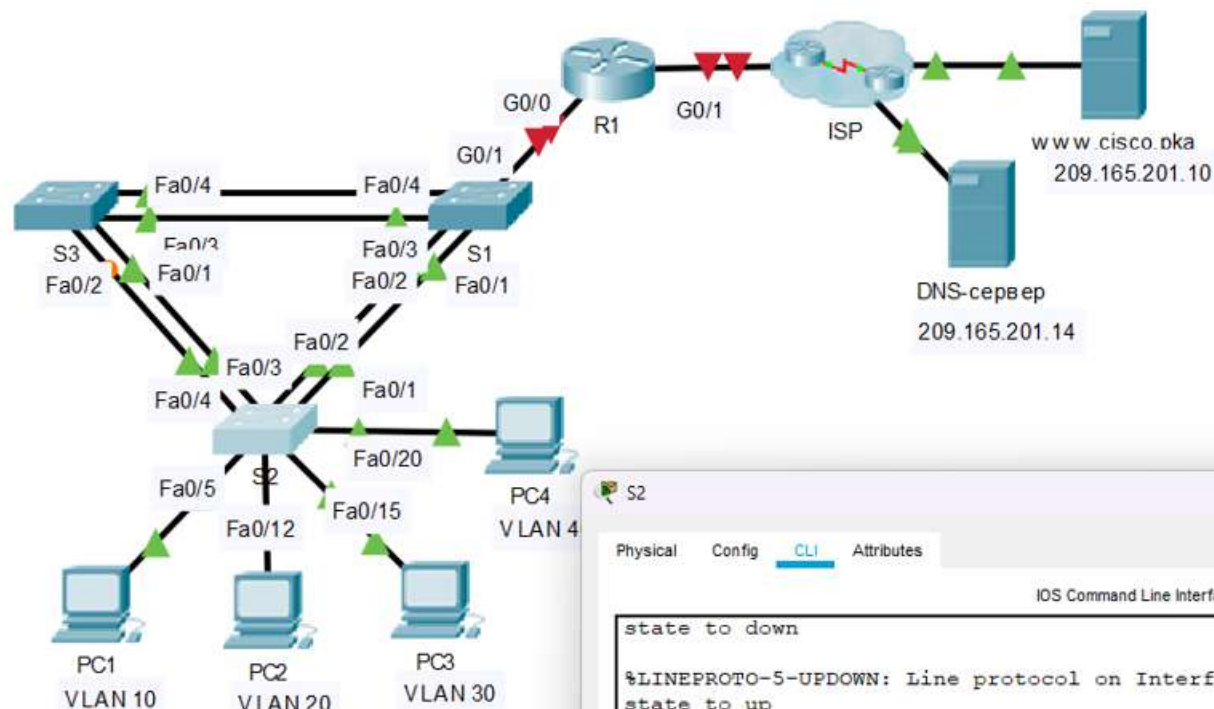 G0/0
R1
G0/1
ISP
www.cisco.pka
209.165.201.10
G0/1
Fa0/4
Fa0/4
S3
Fa0/3
Fa0/3
S1
Fa0/2
Fa0/1
Fa0/2
Fa0/1
DNS-сервер
209.165.201.14
Fa0/2
Fa0/3
Fa0/1
Fa0/4
Fa0/20
S2
Fa0/5
Fa0/15
Fa0/12
PC4
VLAN 4
PC1
VLAN 10
PC2
VLAN 20
PC3
VLAN 30
S2
Physical Config CLI Attributes
IOS Command Line
state to down
%LINEPROTO-5-UPDOWN: Line protocol on Interf
state to up